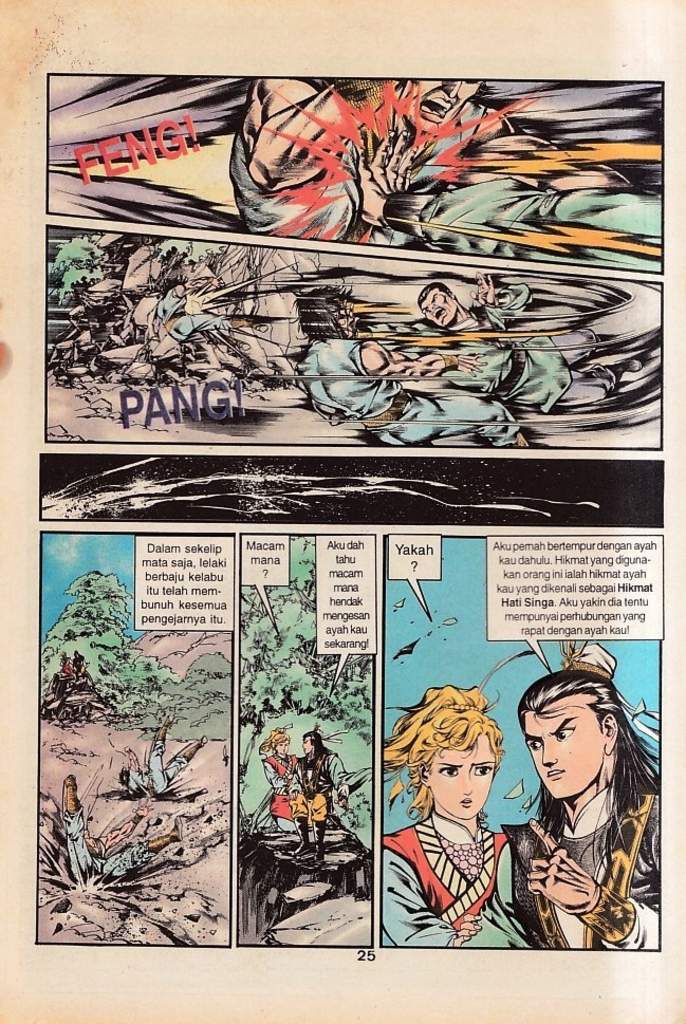 FENG!
PANG!
Dalam sekelip
mata saja, lelaki
berbaju kelabu
itu telah mem-
bunuh kesemua
pengejarnya itu.
Macam
mana
?
Aku dah
tahu
macam
mana
hendak
mengesan
ayah kau
sekarang!
Yakah
?
Aku pernah bertempur dengan ayah
kau dahulu. Hikmat yang diguna-
kan orang ini ialah hikmat ayah
kau yang dikenali sebagai Hikmat
Hati Singa. Aku yakin dia tentu
mempunyai perhubungan yang
rapat dengan ayah kau!
25